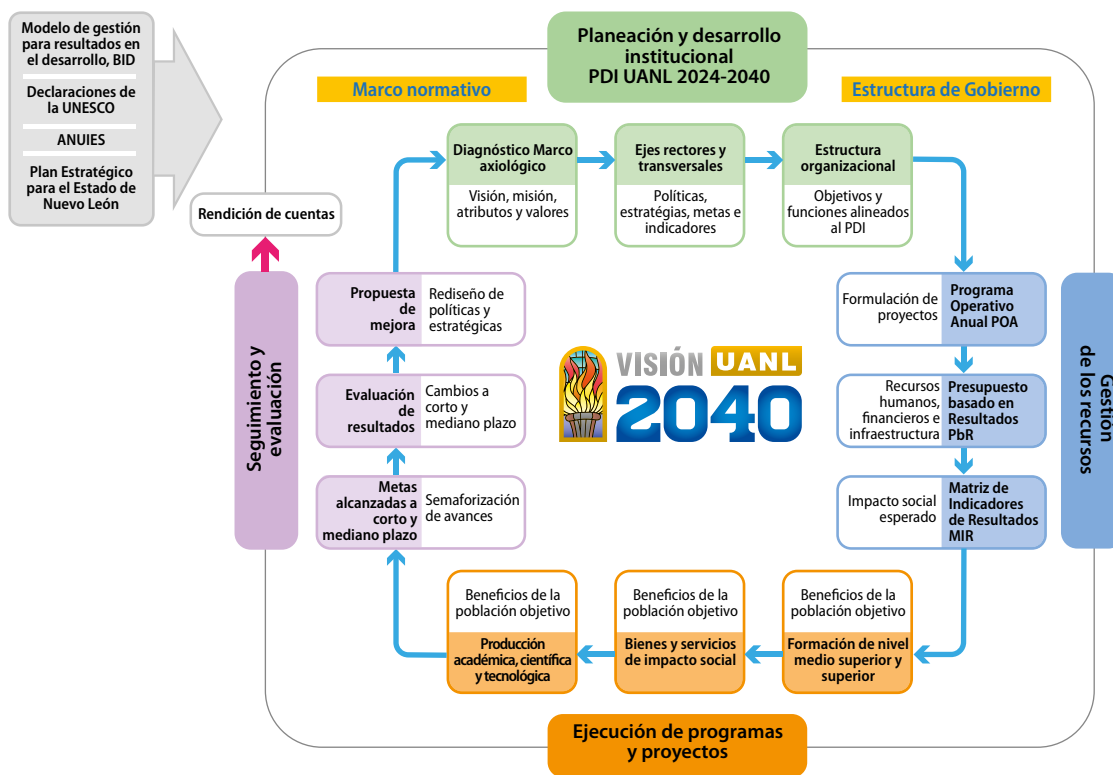 Modelo de gestión
para resultados en
el desarrollo, BID
Declaraciones de
la UNESCO
ANUIES
Plan Estratégico
para el Estado de
Nuevo León
Planeación y desarrollo
institucional
PDI UANL 2024-2040
Marco normativo
Estructura de Gobierno
Diagnóstico Marco
axiológico
Visión, misión,
atributos y valores
Ejes rectores y
transversales
Políticas,
estratégias, metas e
indicadores
Estructura
organizacional
Objetivos y
funciones alineados
al PDI
Rendición de cuentas
Seguimiento y
evaluación
Propuesta
de
mejora
Rediseño de
políticas y
estratégicas
Evaluación
de
resultados
Cambios a
corto y
mediano plazo
Metas
alcanzadas a
corto y
mediano plazo
Semaforización
de avances
VISIÓN UANL
2040
Formulación de
proyectos
Programa
Operativo
Anual POA
Recursos
humanos,
financieros e
infraestructura
Presupuesto
basado en
Resultados
PbR
Impacto social
esperado
Matriz de
Indicadores
de Resultados
MIR
Gestión
de los recursos
Beneficios de la
población objetivo
Producción
académica, científica
y tecnológica
Beneficios de la
población objetivo
Bienes y servicios
de impacto social
Beneficios de la
población objetivo
Formación de nivel
medio superior y
superior
Ejecución de programas
y proyectos